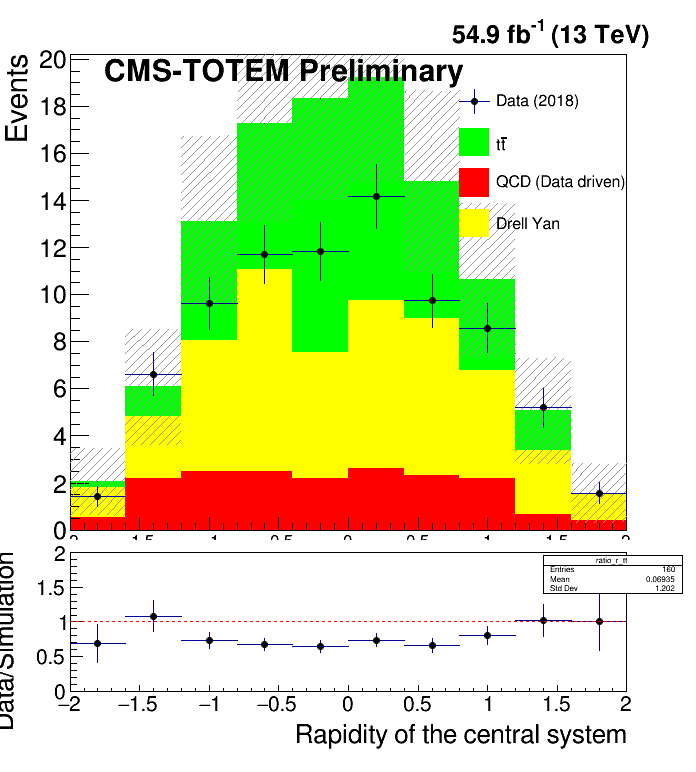 54.9 fb-1 (13 TeV)
CMS-TOTEM Preliminary
Events
20
18
16
14
12
10
8
6
4
2
0
Data (2018)
tt̄
QCD (Data driven)
Drell Yan
−2 −1.5 −1 −0.5 0 0.5 1 1.5 2
Data/Simulation
2
1.5
1
0.5
0
ratio_r_tt
Entries 160
Mean 0.06935
Std Dev 1.202
−2 −1.5 −1 −0.5 0 0.5 1 1.5 2
Rapidity of the central system